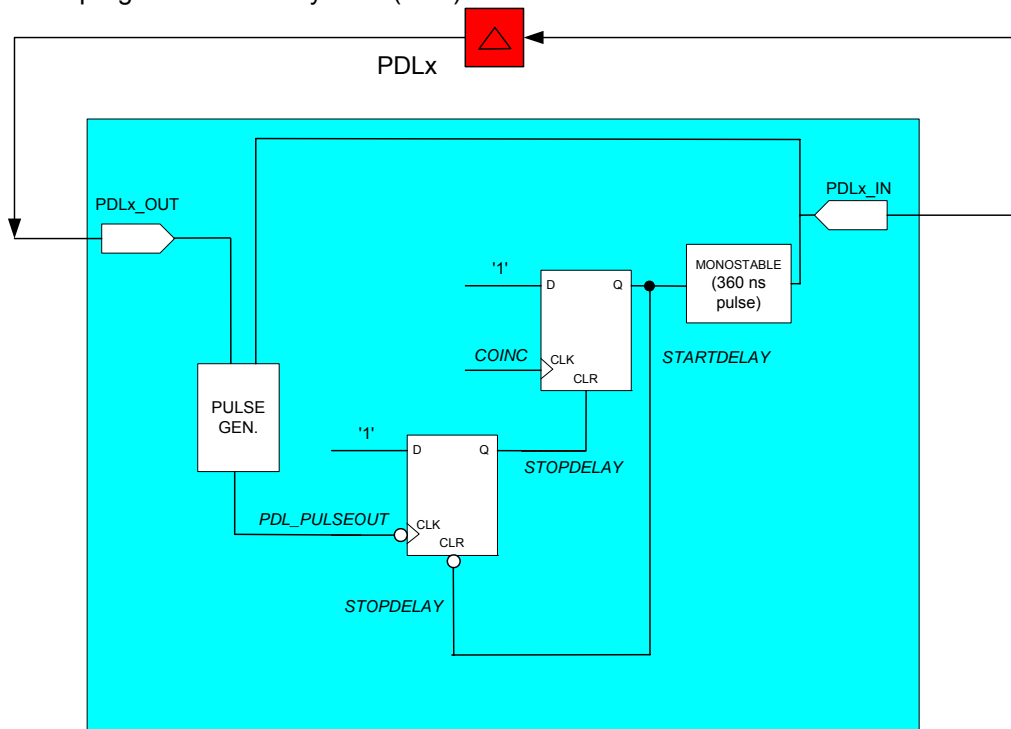 PDLx
PDLx_OUT
PDLx_IN
MONOSTABLE
(360 ns
pulse)
'1'
D
Q
COINC
CLK
CLR
STARTDELAY
PULSE
GEN.
'1'
D
Q
STOPDELAY
PDL_PULSEOUT
CLK
CLR
STOPDELAY